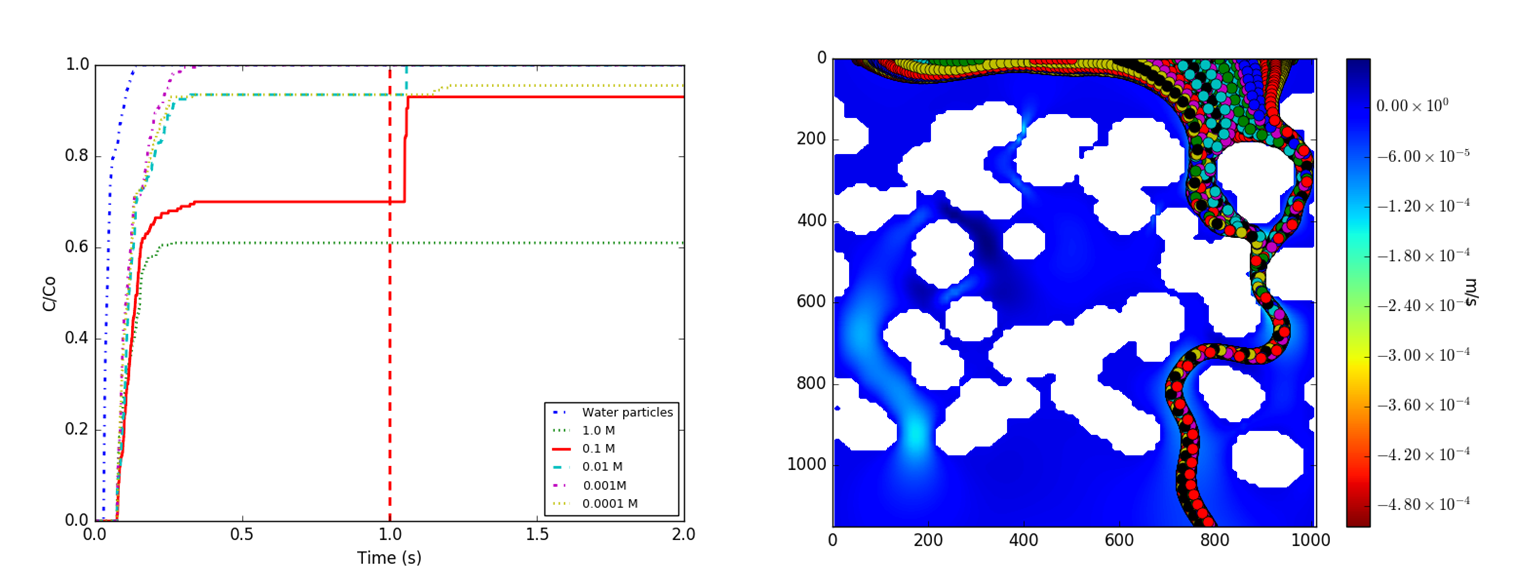 1.0
0.8
0.6
0.4
0.2
0.0
C/Co
Water particles
1.0 M
0.1 M
0.01 M
0.001M
0.0001 M
0.0 0.5 1.0 1.5 2.0
Time (s)
0
200
400
600
800
1000
0 200 400 600 800 1000
0.00 × 10⁰
−6.00 × 10⁻⁵
−1.20 × 10⁻⁴
−1.80 × 10⁻⁴
−2.40 × 10⁻⁴
−3.00 × 10⁻⁴
−3.60 × 10⁻⁴
−4.20 × 10⁻⁴
−4.80 × 10⁻⁴
m/s